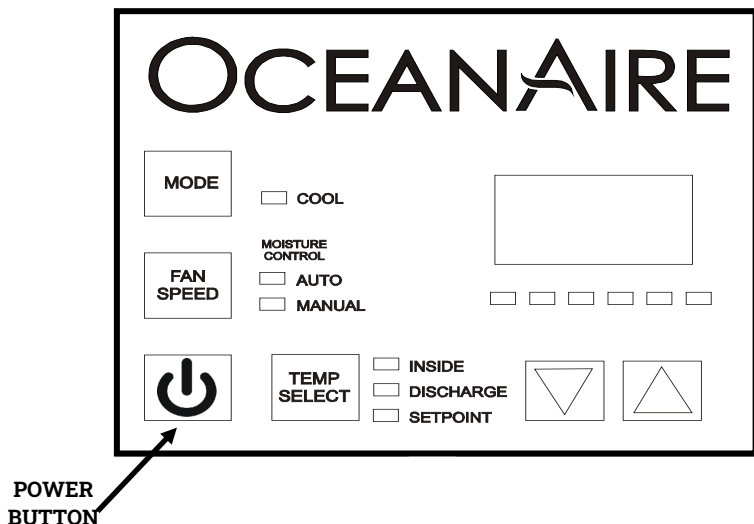 OCEANAIRE
MODE
COOL
MOISTURE
CONTROL
FAN
SPEED
AUTO
MANUAL
TEMP
SELECT
INSIDE
DISCHARGE
SETPOINT
POWER
BUTTON